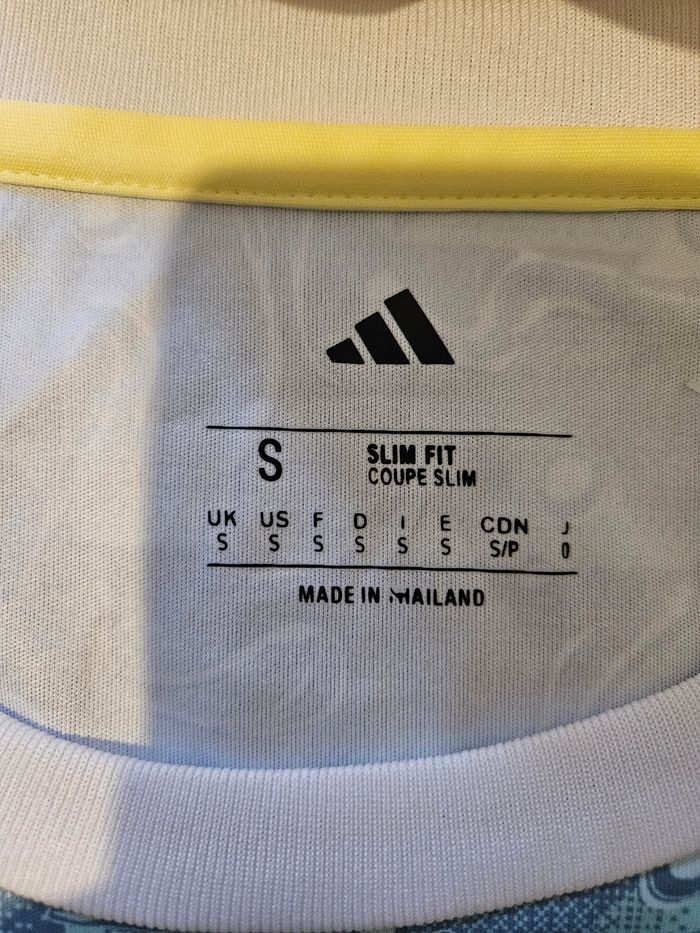 S
SLIM FIT
COUPE SLIM
UK US F D I E CDN J
S S S S S S S/P O
MADE IN THAILAND